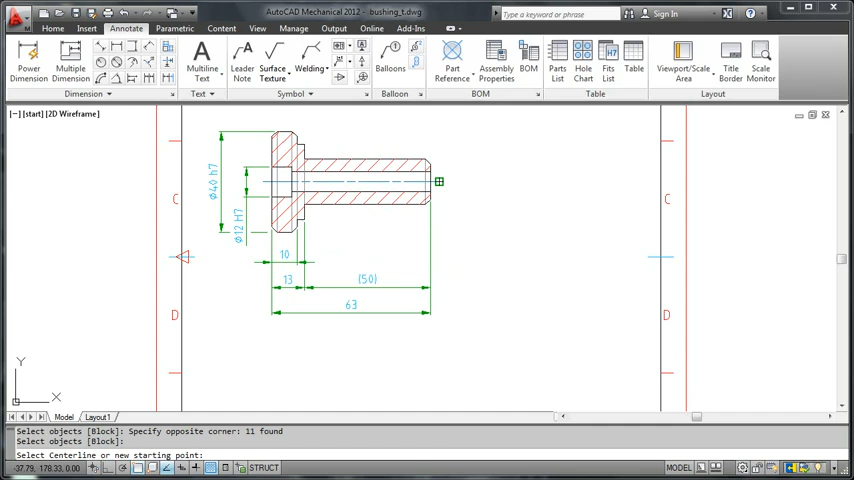 AutoCAD Mechanical 2012 - bushing_t.dwg
Type a keyword or phrase
Sign In
Home Insert Annotate Parametric Content View Manage Output Online Add-Ins
Power Dimension
Multiple Dimension
Multiline Text
Leader Note
Surface Texture
Welding
Balloons
Part Reference
Assembly Properties
BOM
Parts List
Hole Chart
Fits List
Table
Viewport/Scale Area
Title Border
Scale Monitor
Dimension
Text
Symbol
Balloon
BOM
Table
Layout
[−] [start] [2D Wireframe]
C
C
Ø40 h7
Ø12 H7
10
13
(50)
63
D
D
Y
X
Model Layout1
Select objects [Block]: Specify opposite corner: 11 found
Select objects [Block]:
Select Centerline or new starting point:
-37.79, 178.33, 0.00
STRUCT
MODEL